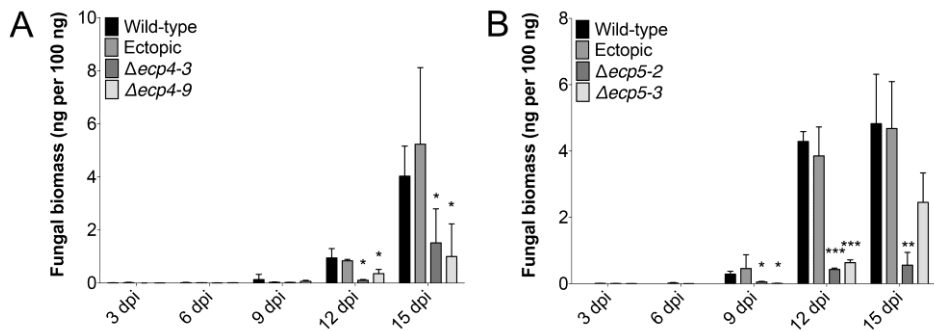 A
Fungal biomass (ng per 100 ng)
10
8
6
4
2
0
Wild-type
Ectopic
Δecp4-3
Δecp4-9
* *
* *
3 dpi
6 dpi
9 dpi
12 dpi
15 dpi
B
Fungal biomass (ng per 100 ng)
8
6
4
2
0
Wild-type
Ectopic
Δecp5-2
Δecp5-3
* *
*** ***
**
3 dpi
6 dpi
9 dpi
12 dpi
15 dpi